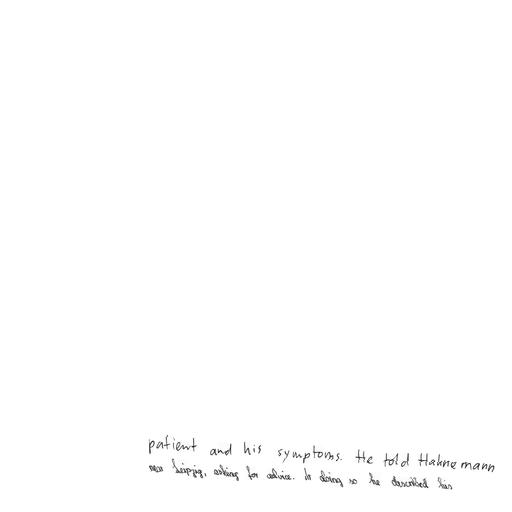 patient and his symptoms. He told Hahnemann
near Leipzig, asking for advice. In doing so he described his